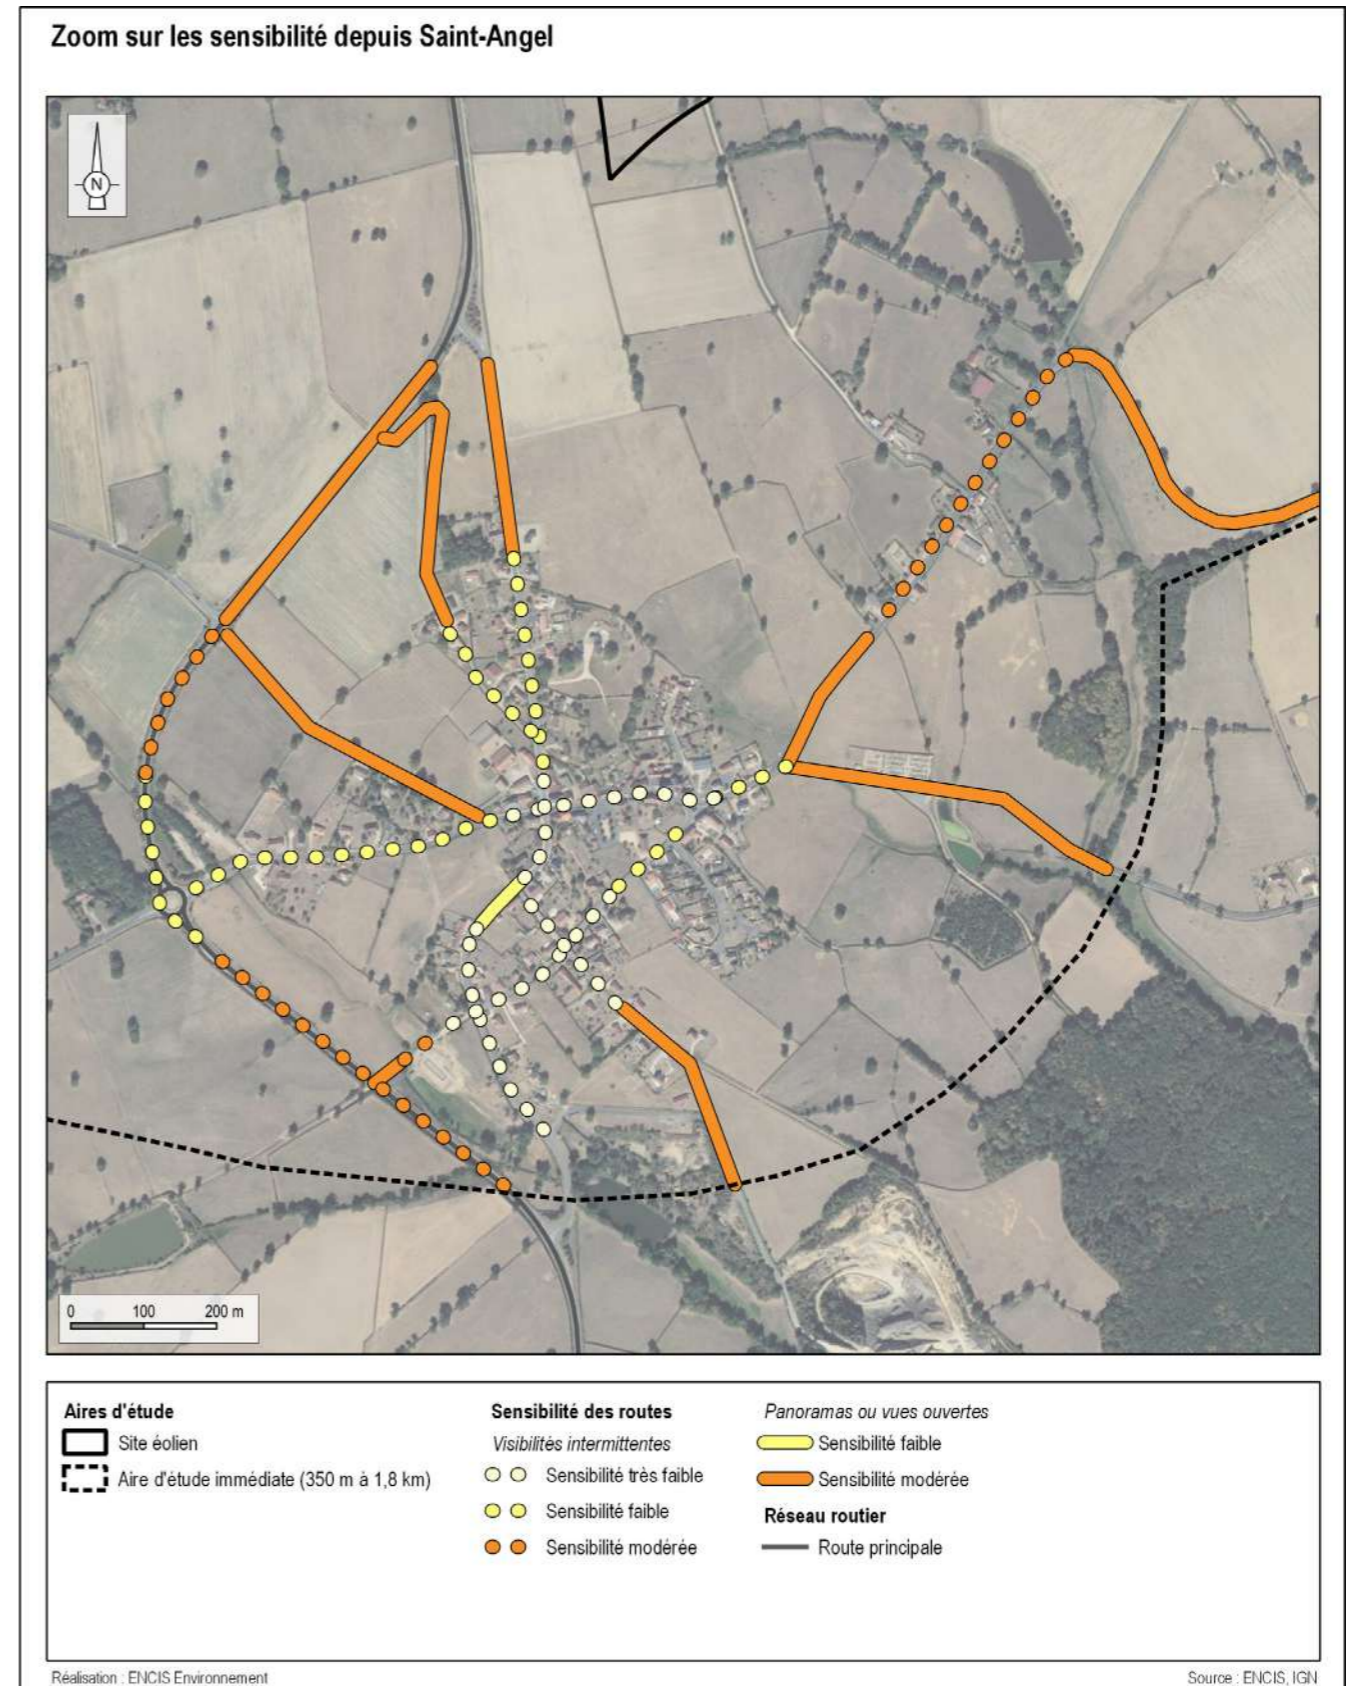 Zoom sur les sensibilité depuis Saint-Angel
N
0 100 200 m
Aires d'étude
Site éolien
Aire d'étude immédiate (350 m à 1,8 km)
Sensibilité des routes
Visibilités intermittentes
Sensibilité très faible
Sensibilité faible
Sensibilité modérée
Panoramas ou vues ouvertes
Sensibilité faible
Sensibilité modérée
Réseau routier
Route principale
Réalisation : ENCIS Environnement
Source : ENCIS, IGN